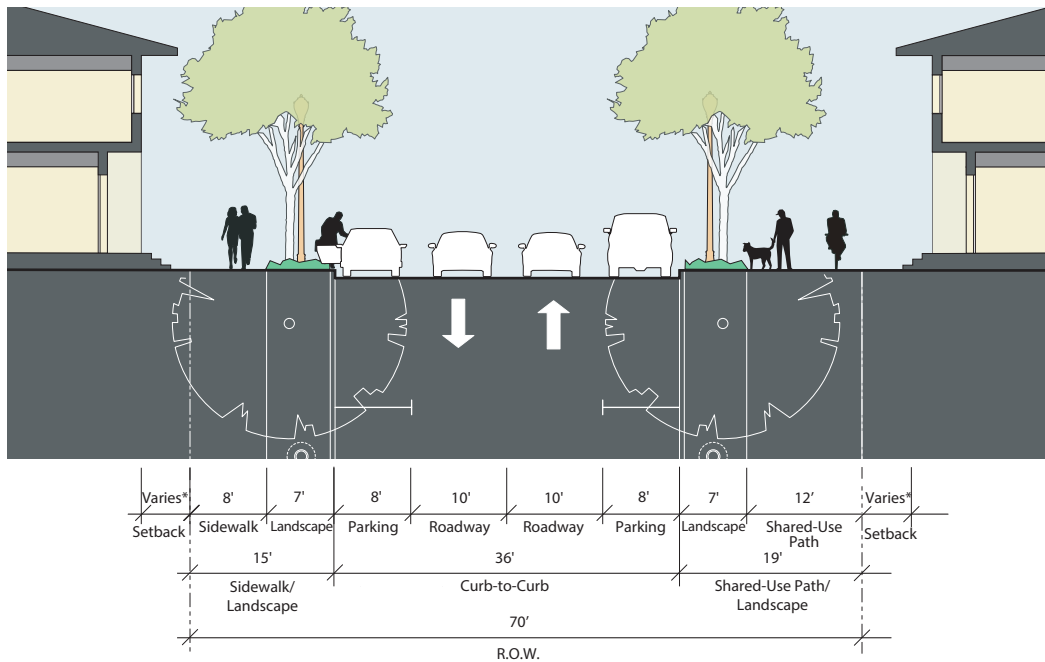 Varies* 8' 7' 8' 10' 10' 8' 7' 12’ Varies*
Setback Sidewalk Landscape Parking Roadway Roadway Parking Landscape Shared-Use Path Setback
15' 36' 19'
Sidewalk/ Landscape Curb-to-Curb Shared-Use Path/ Landscape
70’
R.O.W.